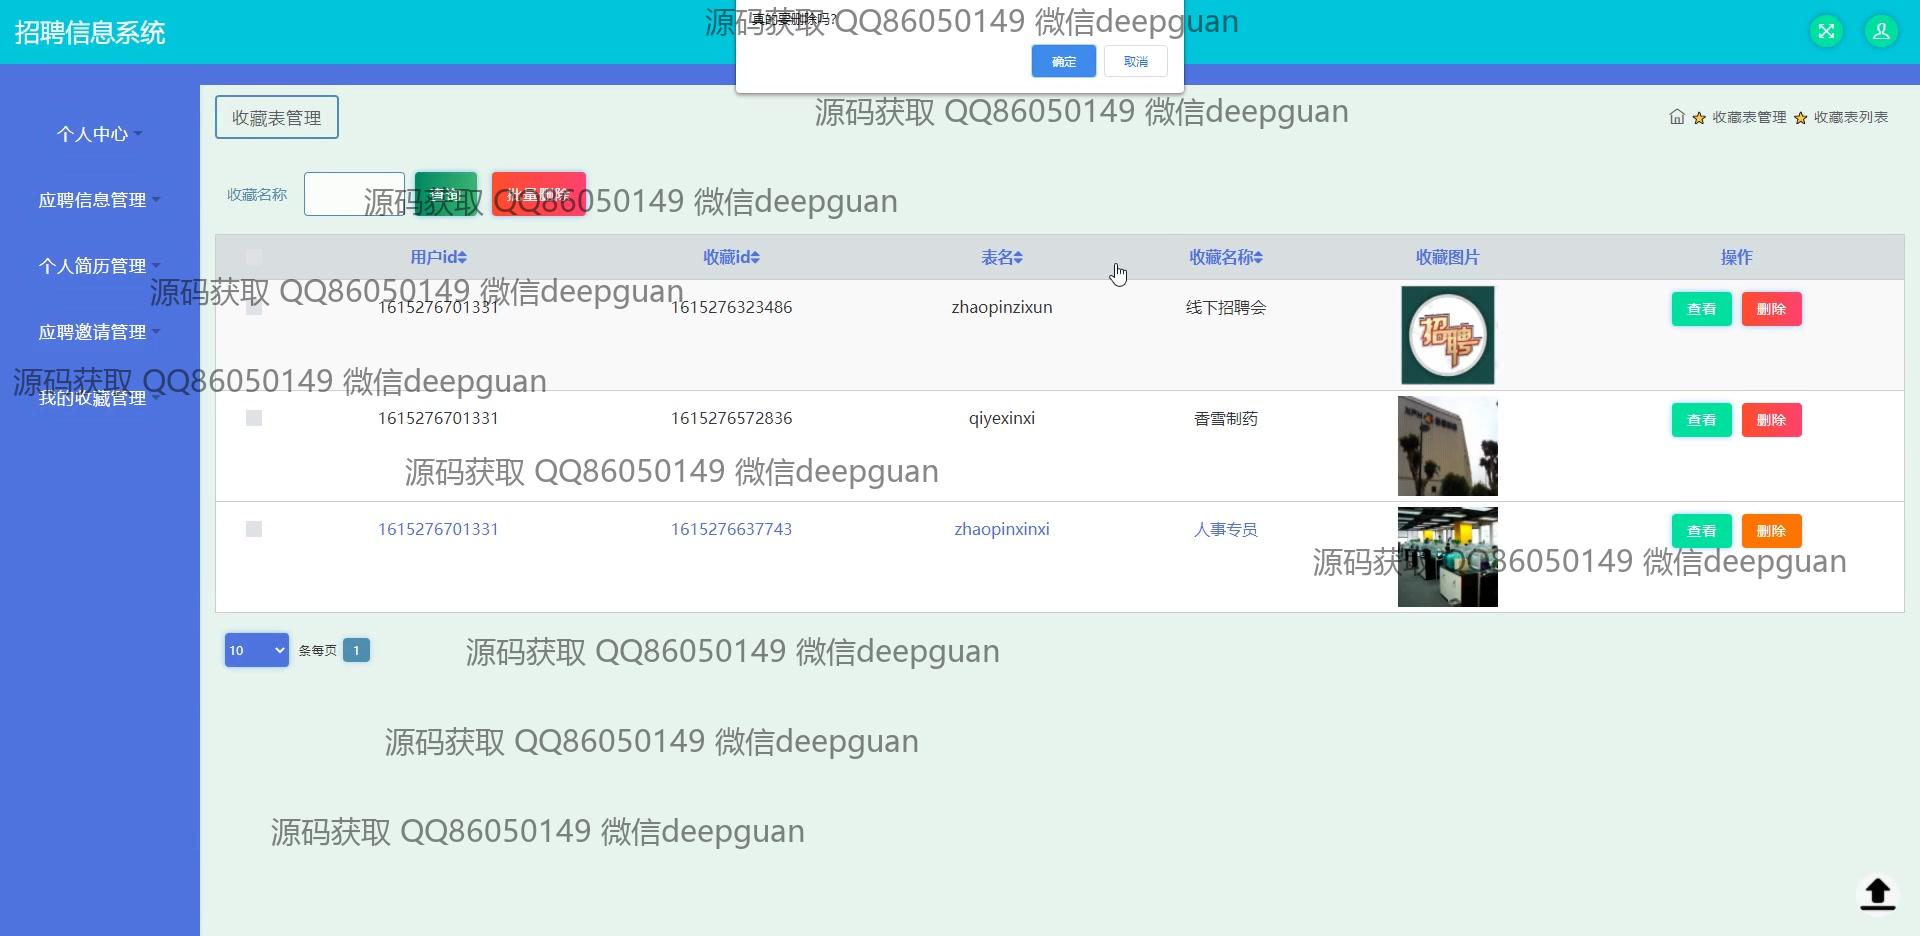 招聘信息系统
源码获取 QQ86050149 微信deepguan
真的要删除吗?
确定 取消
收藏表管理
源码获取 QQ86050149 微信deepguan
收藏表管理 收藏表列表
个人中心
应聘信息管理
个人简历管理
应聘邀请管理
我的收藏管理
收藏名称 查询 批量删除
源码获取 QQ86050149 微信deepguan
用户id 收藏id 表名 收藏名称 收藏图片 操作
源码获取 QQ86050149 微信deepguan
1615276701331 1615276323486 zhaopinzixun 线下招聘会 招聘 查看 删除
源码获取 QQ86050149 微信deepguan
1615276701331 1615276572836 qiyexinxi 香雪制药 查看 删除
源码获取 QQ86050149 微信deepguan
1615276701331 1615276637743 zhaopinxinxi 人事专员 查看 删除
源码获取 QQ86050149 微信deepguan
10 条每页 1
源码获取 QQ86050149 微信deepguan
源码获取 QQ86050149 微信deepguan
源码获取 QQ86050149 微信deepguan